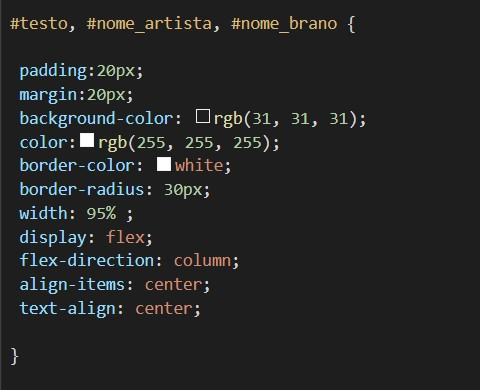 #testo, #nome_artista, #nome_brano {
padding:20px;
margin:20px;
background-color: rgb(31, 31, 31);
color: rgb(255, 255, 255);
border-color: white;
border-radius: 30px;
width: 95% ;
display: flex;
flex-direction: column;
align-items: center;
text-align: center;
}